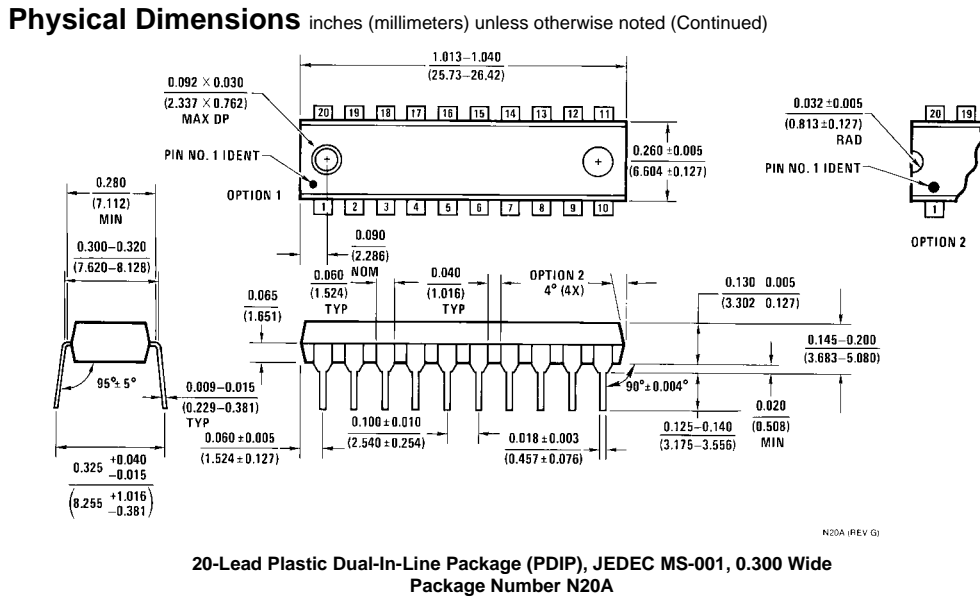 Physical Dimensions inches (millimeters) unless otherwise noted (Continued)
1.013–1.040
(25.73–26.42)
0.092 × 0.030
(2.337 × 0.762)
MAX DP
PIN NO. 1 IDENT
OPTION 1
20 19 18 17 16 15 14 13 12 11
1 2 3 4 5 6 7 8 9 10
0.260 ±0.005
(6.604 ±0.127)
0.032 ±0.005
(0.813 ±0.127)
RAD
PIN NO. 1 IDENT
20 19
1
OPTION 2
0.280
(7.112)
MIN
0.300–0.320
(7.620–8.128)
95° ± 5°
0.009–0.015
(0.229–0.381)
TYP
0.325 +0.040
–0.015
(8.255 +1.016
–0.381)
0.090
(2.286)
NOM
0.060
(1.524)
TYP
0.040
(1.016)
TYP
OPTION 2
4° (4X)
0.065
(1.651)
0.130 0.005
(3.302 0.127)
0.145–0.200
(3.683–5.080)
90° ±0.004°
0.020
(0.508)
MIN
0.125–0.140
(3.175–3.556)
0.100 ±0.010
(2.540 ±0.254)
0.018 ±0.003
(0.457 ±0.076)
0.060 ±0.005
(1.524 ±0.127)
N20A (REV G)
20-Lead Plastic Dual-In-Line Package (PDIP), JEDEC MS-001, 0.300 Wide
Package Number N20A